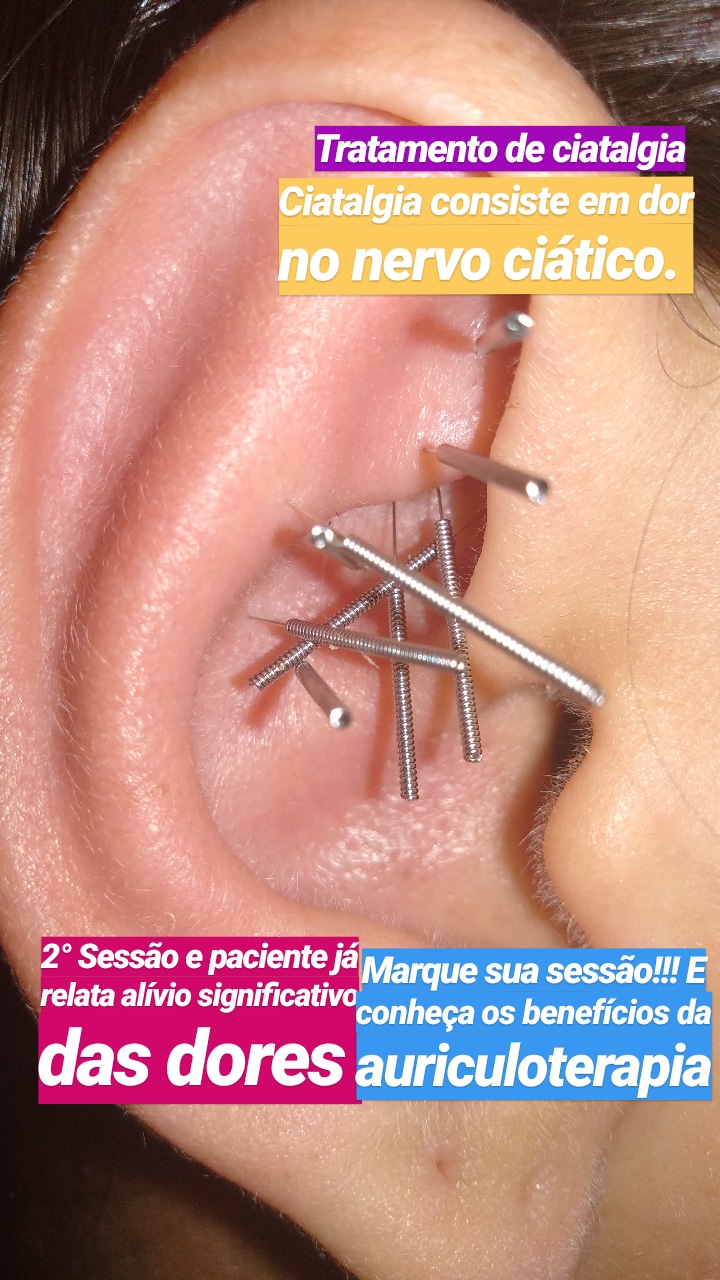 Tratamento de ciatalgia
Ciatalgia consiste em dor
no nervo ciático.
2° Sessão e paciente já
relata alívio significativo
das dores
Marque sua sessão!!! E
conheça os benefícios da
auriculoterapia